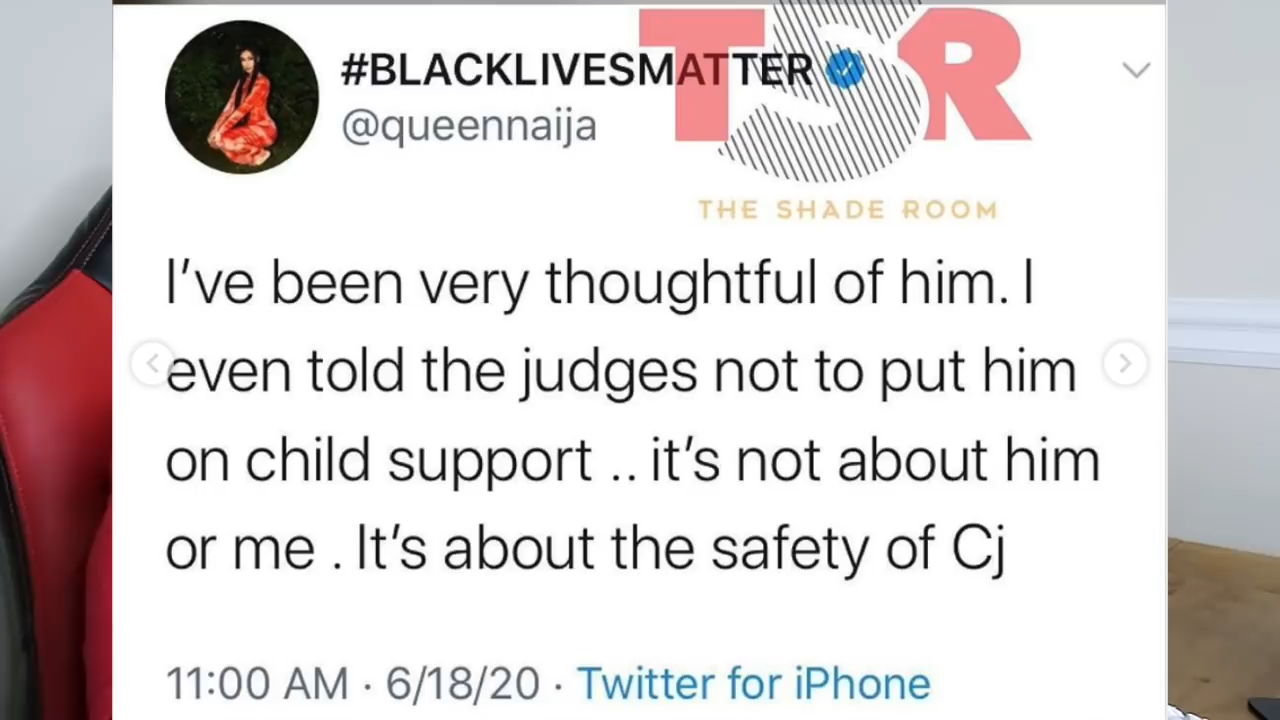 #BLACKLIVESMATTER
@queennaija
TSR
THE SHADE ROOM
I've been very thoughtful of him. I
even told the judges not to put him
on child support .. it's not about him
or me . It's about the safety of Cj
11:00 AM · 6/18/20 · Twitter for iPhone